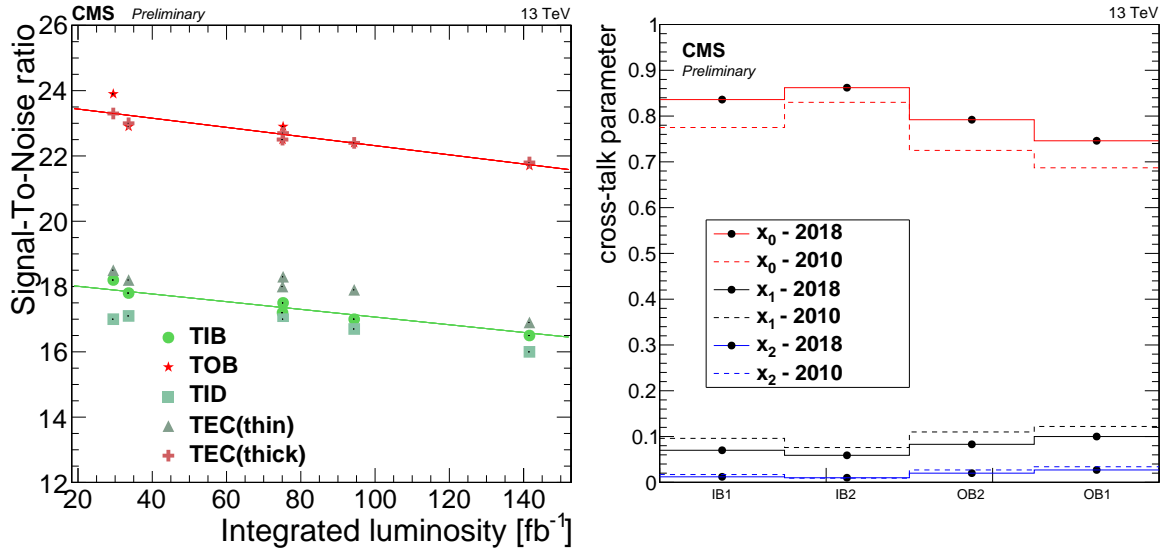 CMS Preliminary 13 TeV
Signal-To-Noise ratio
26
24
22
20
18
16
14
12
TIB
TOB
TID
TEC(thin)
TEC(thick)
20 40 60 80 100 120 140
Integrated luminosity [fb⁻¹]
13 TeV
CMS
Preliminary
cross-talk parameter
1
0.9
0.8
0.7
0.6
0.5
0.4
0.3
0.2
0.1
0
x₀ - 2018
x₀ - 2010
x₁ - 2018
x₁ - 2010
x₂ - 2018
x₂ - 2010
IB1 IB2 OB2 OB1